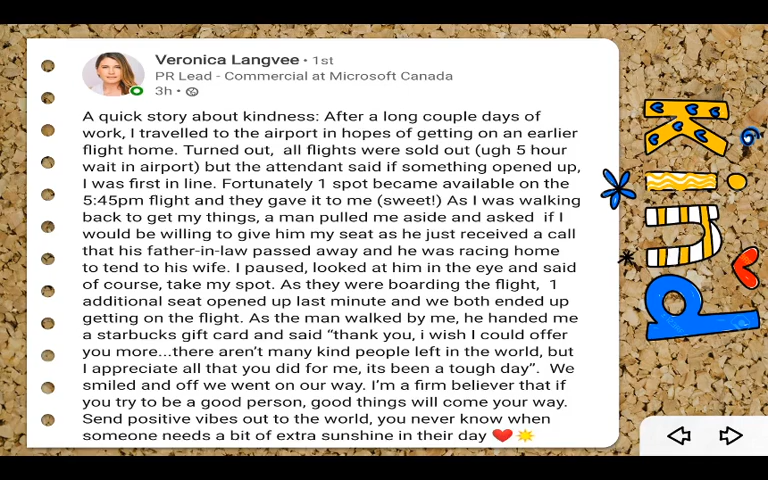 Veronica Langvee • 1st
PR Lead - Commercial at Microsoft Canada
3h •
A quick story about kindness: After a long couple days of
work, I travelled to the airport in hopes of getting on an earlier
flight home. Turned out, all flights were sold out (ugh 5 hour
wait in airport) but the attendant said if something opened up,
I was first in line. Fortunately 1 spot became available on the
5:45pm flight and they gave it to me (sweet!) As I was walking
back to get my things, a man pulled me aside and asked if I
would be willing to give him my seat as he just received a call
that his father-in-law passed away and he was racing home
to tend to his wife. I paused, looked at him in the eye and said
of course, take my spot. As they were boarding the flight, 1
additional seat opened up last minute and we both ended up
getting on the flight. As the man walked by me, he handed me
a starbucks gift card and said “thank you, i wish I could offer
you more...there aren’t many kind people left in the world, but
I appreciate all that you did for me, its been a tough day”. We
smiled and off we went on our way. I’m a firm believer that if
you try to be a good person, good things will come your way.
Send positive vibes out to the world, you never know when
someone needs a bit of extra sunshine in their day ❤️ ☀️
Kind